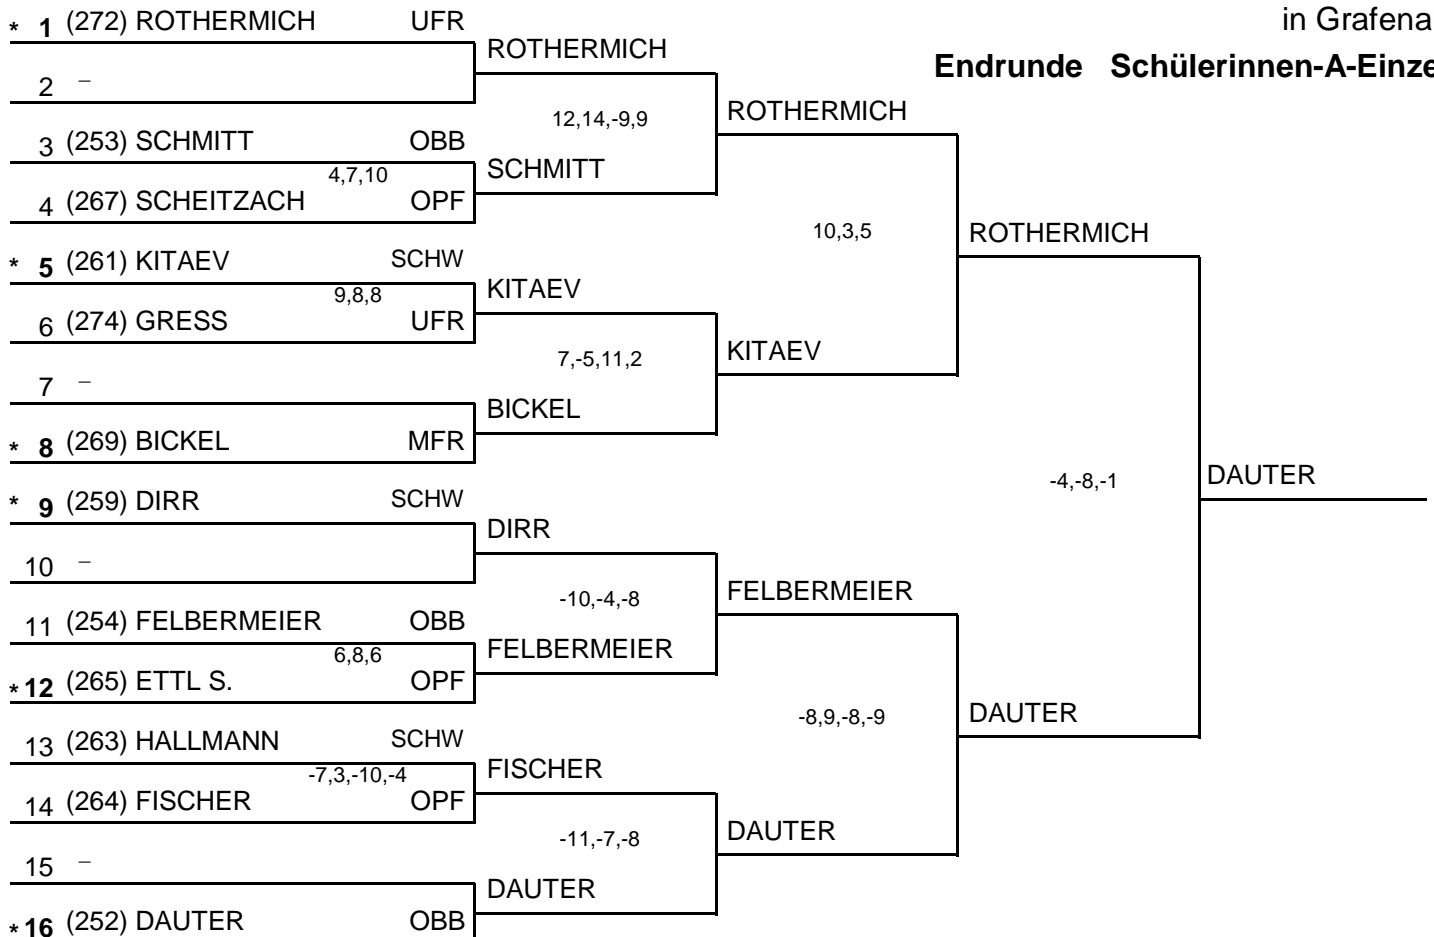 in Grafena
Endrunde Schülerinnen-A-Einze
* 1 (272) ROTHERMICH UFR
ROTHERMICH
2 –
12,14,-9,9
ROTHERMICH
3 (253) SCHMITT OBB
4,7,10
SCHMITT
4 (267) SCHEITZACH OPF
10,3,5
ROTHERMICH
* 5 (261) KITAEV SCHW
9,8,8
KITAEV
6 (274) GRESS UFR
7,-5,11,2
KITAEV
7 –
BICKEL
* 8 (269) BICKEL MFR
-4,-8,-1
DAUTER
* 9 (259) DIRR SCHW
DIRR
10 –
-10,-4,-8
FELBERMEIER
11 (254) FELBERMEIER OBB
6,8,6
FELBERMEIER
* 12 (265) ETTL S. OPF
-8,9,-8,-9
DAUTER
13 (263) HALLMANN SCHW
-7,3,-10,-4
FISCHER
14 (264) FISCHER OPF
-11,-7,-8
DAUTER
15 –
DAUTER
* 16 (252) DAUTER OBB